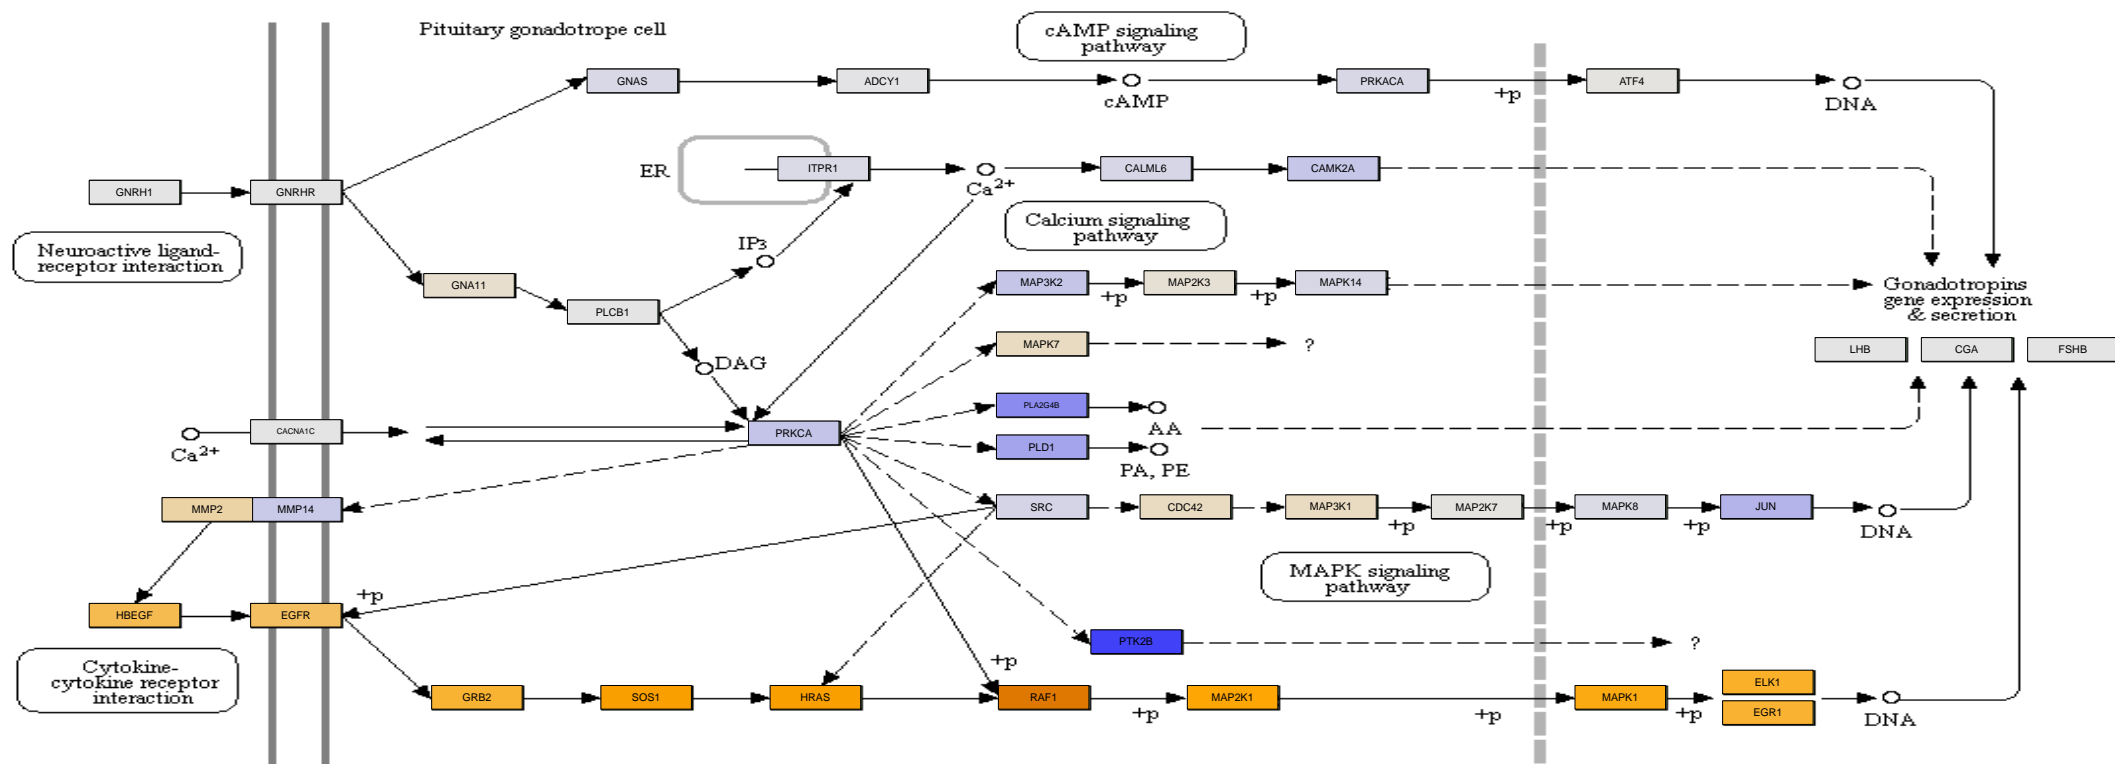 Pituitary gonadotrope cell
cAMP signaling
pathway
GNAS
ADCY1
cAMP
PRKACA
+p
ATF4
DNA
ER
ITPR1
Ca2+
CALML6
CAMK2A
GNRH1
GNRHR
Neuroactive ligand-
receptor interaction
Calcium signaling
pathway
IP3
GNA11
PLCB1
DAG
MAP3K2
+p
MAP2K3
+p
MAPK14
Gonadotropins
gene expression
& secretion
MAPK7
?
LHB
CGA
FSHB
Ca2+
CACNA1C
PRKCA
PLA2G4B
AA
PLD1
PA, PE
MMP2
MMP14
SRC
CDC42
MAP3K1
+p
MAP2K7
+p
MAPK8
+p
JUN
DNA
MAPK signaling
pathway
HBEGF
EGFR
+p
PTK2B
?
Cytokine-
cytokine receptor
interaction
GRB2
SOS1
HRAS
+p
RAF1
+p
MAP2K1
+p
MAPK1
+p
ELK1
EGR1
DNA